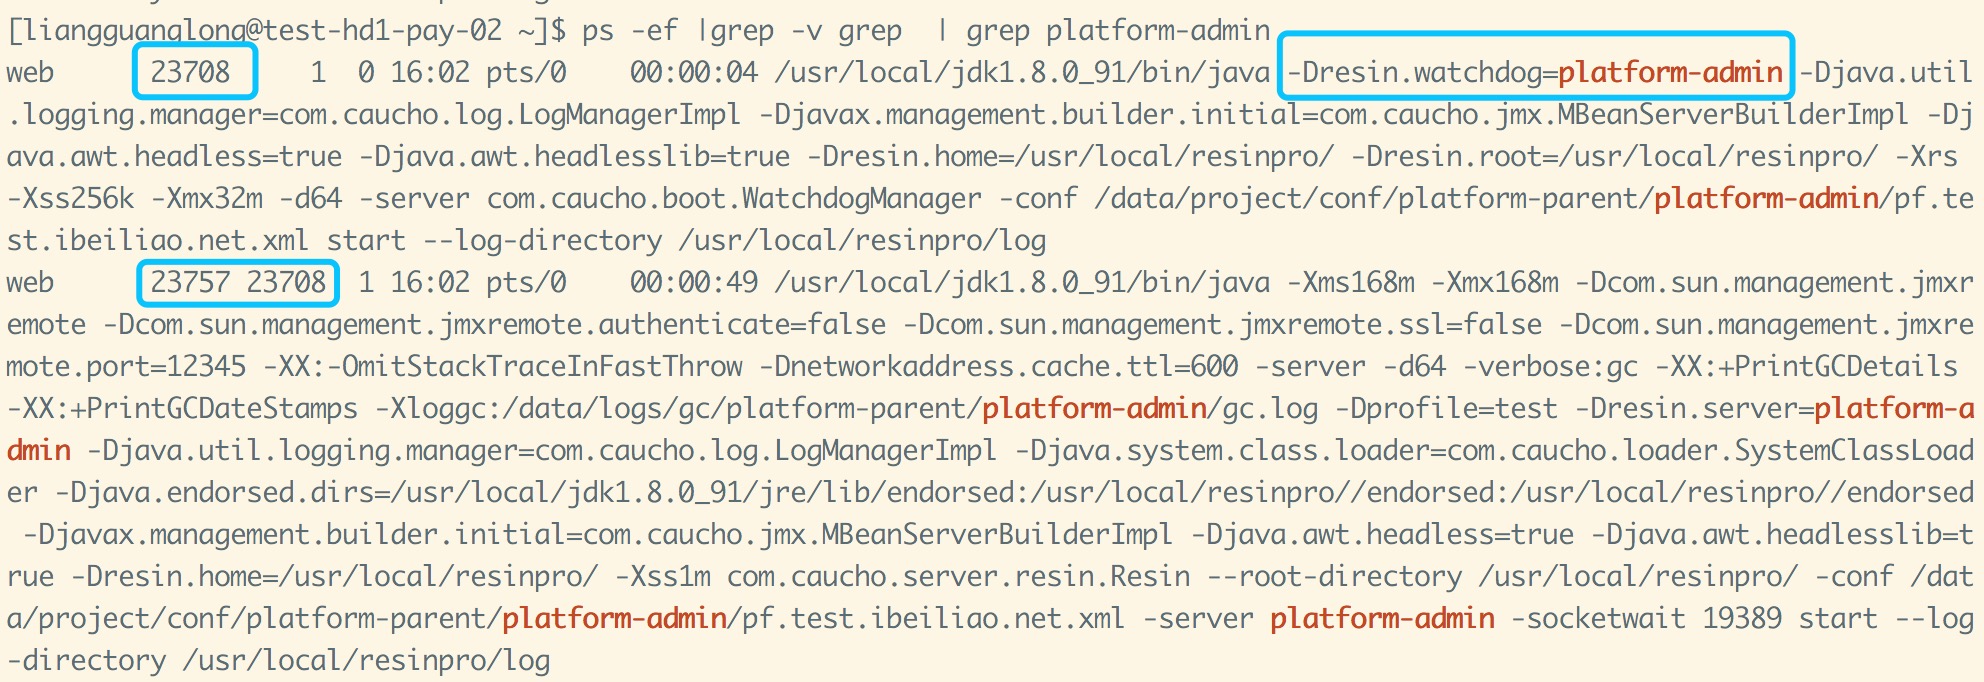 [liangguanglong@test-hd1-pay-02 ~]$ ps -ef |grep -v grep  | grep platform-admin
web      23708     1  0 16:02 pts/0    00:00:04 /usr/local/jdk1.8.0_91/bin/java -Dresin.watchdog=platform-admin -Djava.util
.logging.manager=com.caucho.log.LogManagerImpl -Djavax.management.builder.initial=com.caucho.jmx.MBeanServerBuilderImpl -Dj
ava.awt.headless=true -Djava.awt.headlesslib=true -Dresin.home=/usr/local/resinpro/ -Dresin.root=/usr/local/resinpro/ -Xrs
-Xss256k -Xmx32m -d64 -server com.caucho.boot.WatchdogManager -conf /data/project/conf/platform-parent/platform-admin/pf.te
st.ibeiliao.net.xml start --log-directory /usr/local/resinpro/log
web      23757 23708  1 16:02 pts/0    00:00:49 /usr/local/jdk1.8.0_91/bin/java -Xms168m -Xmx168m -Dcom.sun.management.jmxr
emote -Dcom.sun.management.jmxremote.authenticate=false -Dcom.sun.management.jmxremote.ssl=false -Dcom.sun.management.jmxre
mote.port=12345 -XX:-OmitStackTraceInFastThrow -Dnetworkaddress.cache.ttl=600 -server -d64 -verbose:gc -XX:+PrintGCDetails
-XX:+PrintGCDateStamps -Xloggc:/data/logs/gc/platform-parent/platform-admin/gc.log -Dprofile=test -Dresin.server=platform-a
dmin -Djava.util.logging.manager=com.caucho.log.LogManagerImpl -Djava.system.class.loader=com.caucho.loader.SystemClassLoad
er -Djava.endorsed.dirs=/usr/local/jdk1.8.0_91/jre/lib/endorsed:/usr/local/resinpro//endorsed:/usr/local/resinpro//endorsed
 -Djavax.management.builder.initial=com.caucho.jmx.MBeanServerBuilderImpl -Djava.awt.headless=true -Djava.awt.headlesslib=t
rue -Dresin.home=/usr/local/resinpro/ -Xss1m com.caucho.server.resin.Resin --root-directory /usr/local/resinpro/ -conf /dat
a/project/conf/platform-parent/platform-admin/pf.test.ibeiliao.net.xml -server platform-admin -socketwait 19389 start --log
-directory /usr/local/resinpro/log